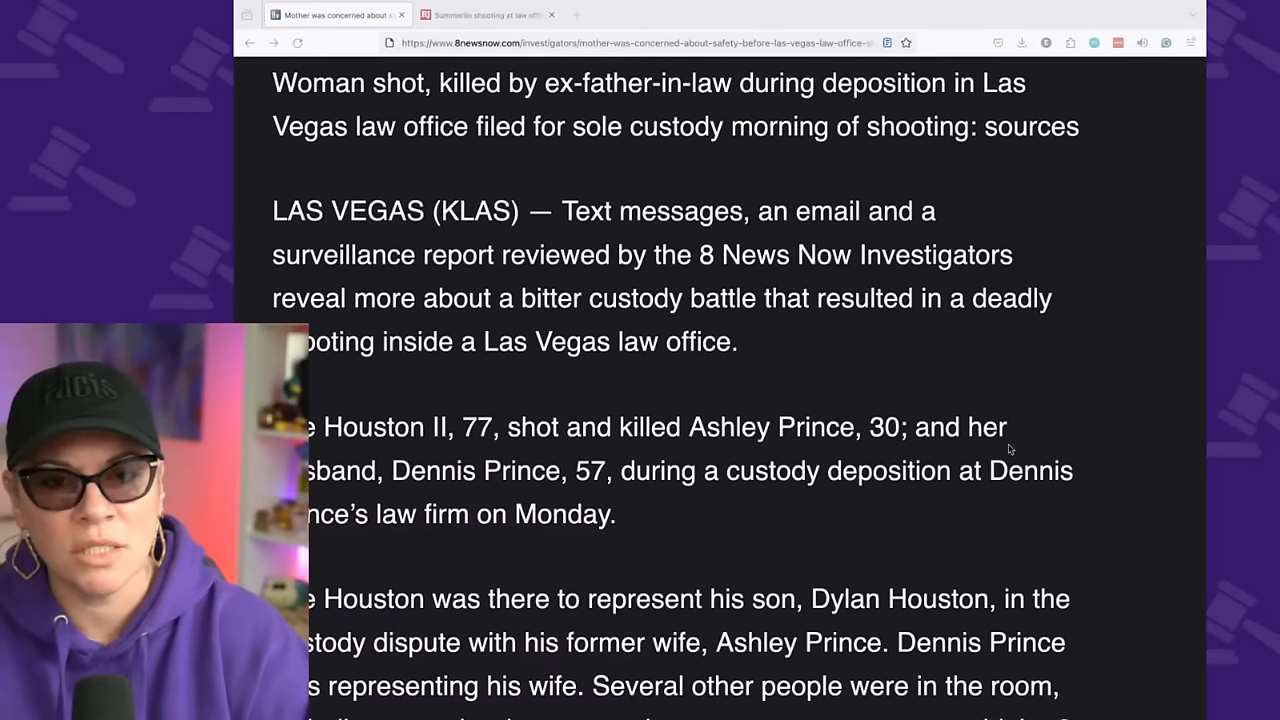 Mother was concerned about s
Summerlin shooting at law offi
https://www.8newsnow.com/investigators/mother-was-concerned-about-safety-before-las-vegas-law-office-s
Woman shot, killed by ex-father-in-law during deposition in Las
Vegas law office filed for sole custody morning of shooting: sources
LAS VEGAS (KLAS) — Text messages, an email and a
surveillance report reviewed by the 8 News Now Investigators
reveal more about a bitter custody battle that resulted in a deadly
ooting inside a Las Vegas law office.
e Houston II, 77, shot and killed Ashley Prince, 30; and her
sband, Dennis Prince, 57, during a custody deposition at Dennis
nce's law firm on Monday.
e Houston was there to represent his son, Dylan Houston, in the
stody dispute with his former wife, Ashley Prince. Dennis Prince
s representing his wife. Several other people were in the room,
facts